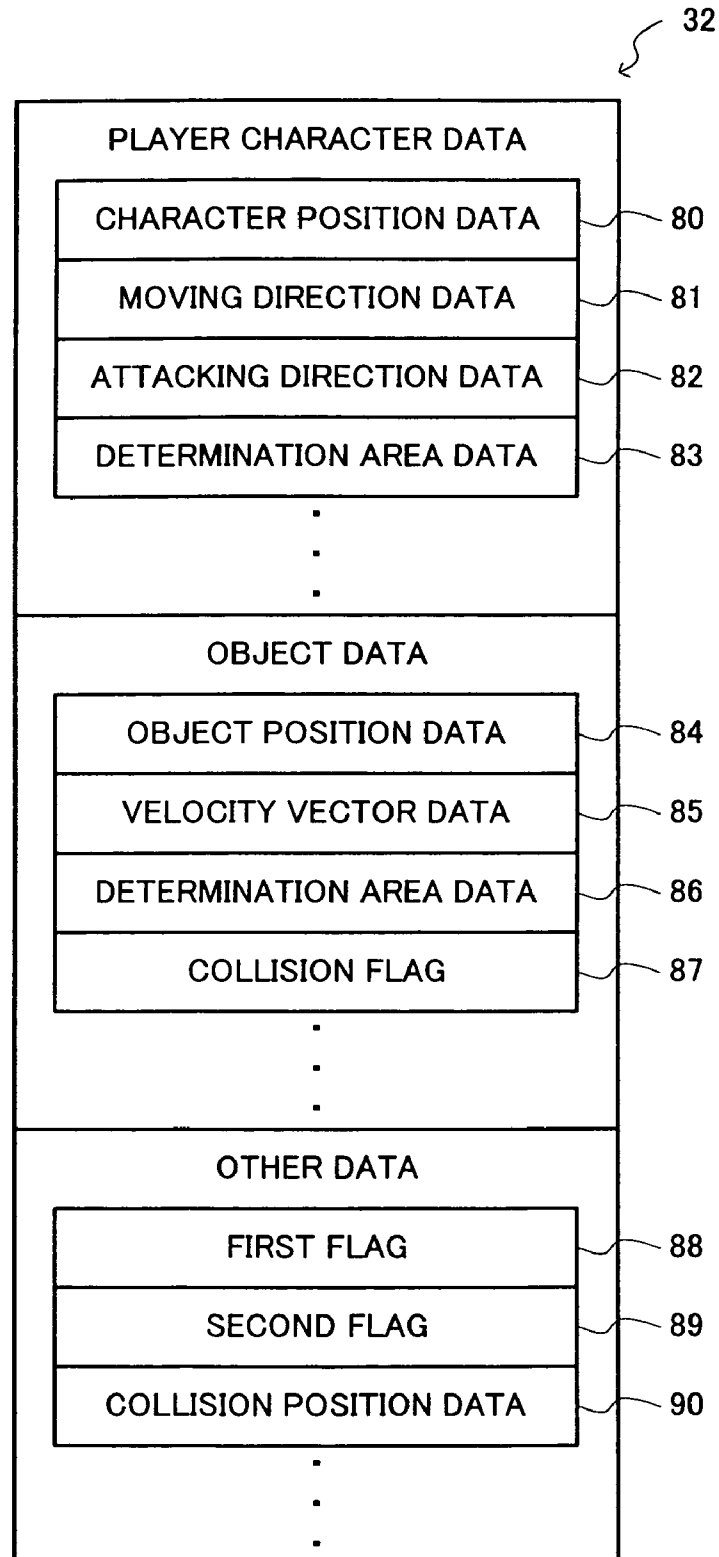 32
PLAYER CHARACTER DATA
CHARACTER POSITION DATA 80
MOVING DIRECTION DATA 81
ATTACKING DIRECTION DATA 82
DETERMINATION AREA DATA 83
OBJECT DATA
OBJECT POSITION DATA 84
VELOCITY VECTOR DATA 85
DETERMINATION AREA DATA 86
COLLISION FLAG 87
OTHER DATA
FIRST FLAG 88
SECOND FLAG 89
COLLISION POSITION DATA 90